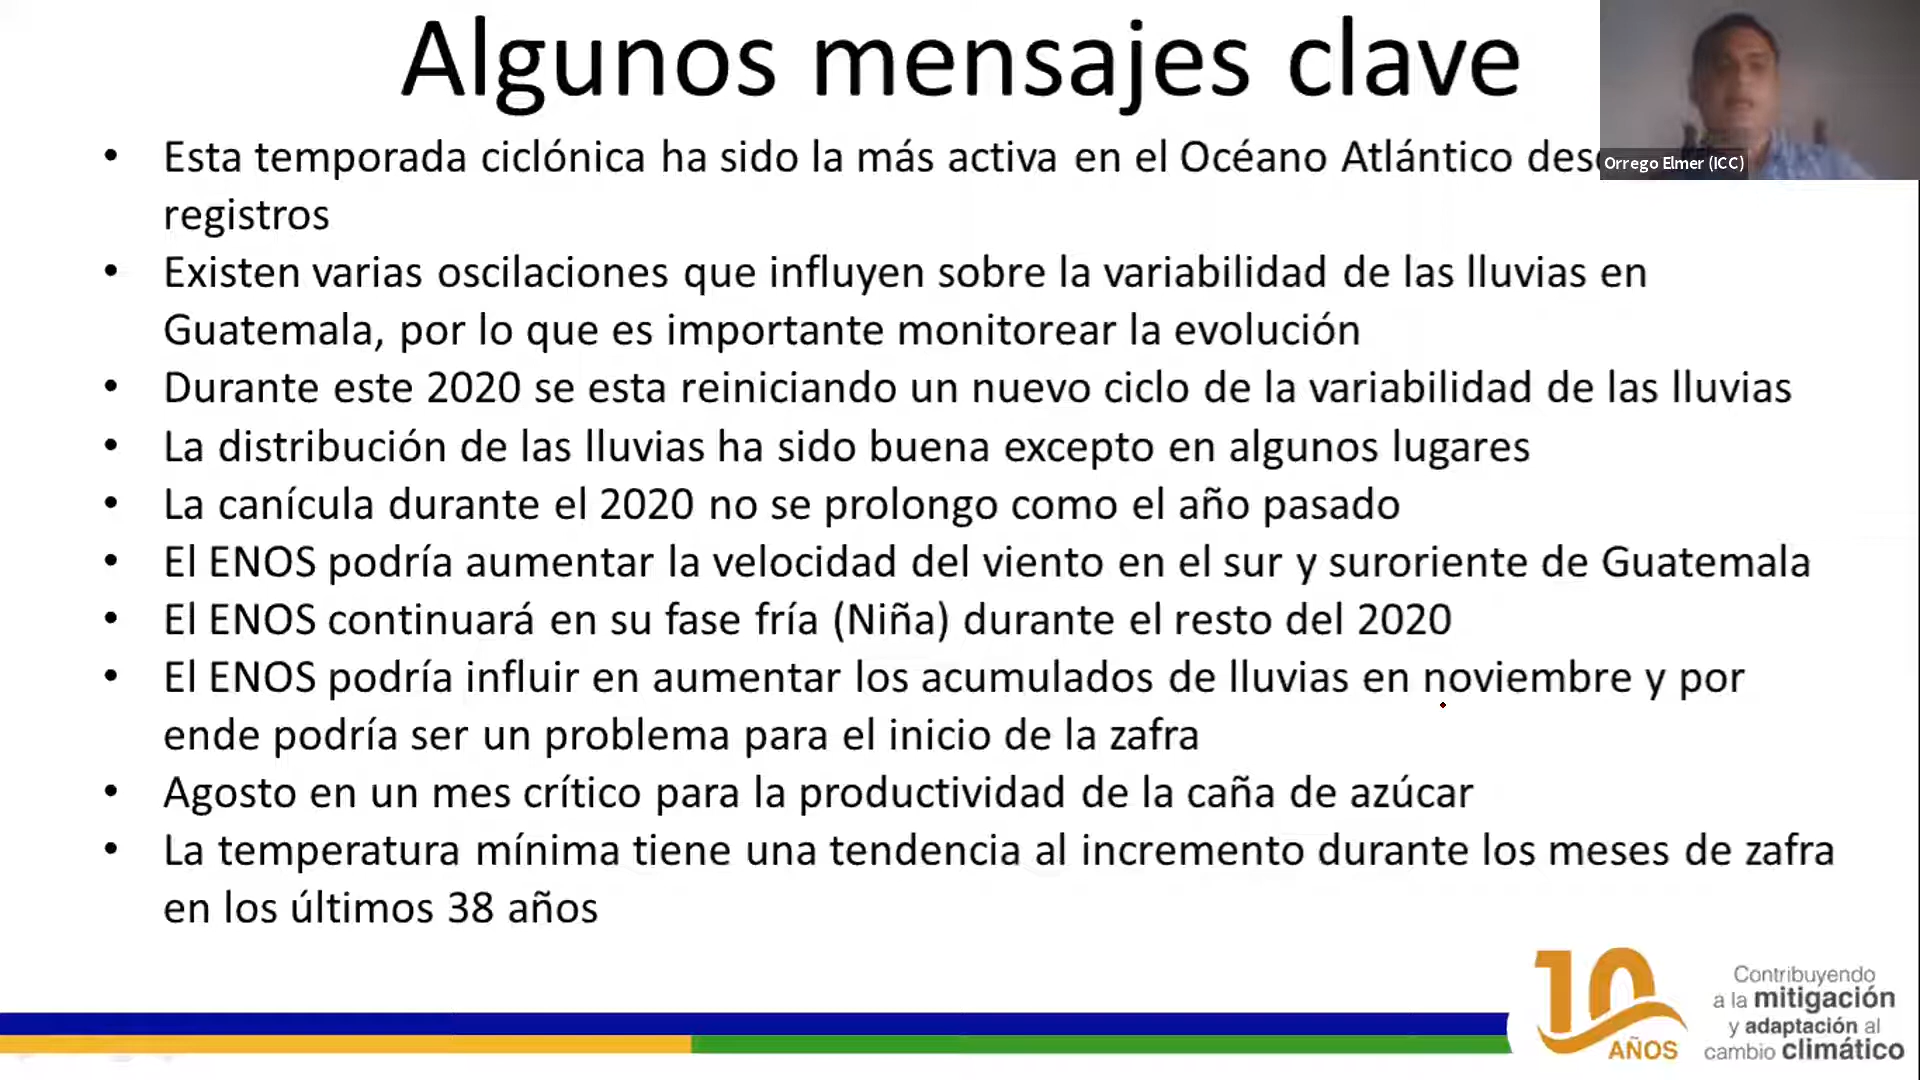 Algunos mensajes clave
Orrego Elmer (ICC)
• Esta temporada ciclónica ha sido la más activa en el Océano Atlántico
registros
• Existen varias oscilaciones que influyen sobre la variabilidad de las lluvias en
Guatemala, por lo que es importante monitorear la evolución
• Durante este 2020 se esta reiniciando un nuevo ciclo de la variabilidad de las lluvias
• La distribución de las lluvias ha sido buena excepto en algunos lugares
• La canícula durante el 2020 no se prolongo como el año pasado
• El ENOS podría aumentar la velocidad del viento en el sur y suroriente de Guatemala
• El ENOS continuará en su fase fría (Niña) durante el resto del 2020
• El ENOS podría influir en aumentar los acumulados de lluvias en noviembre y por
ende podría ser un problema para el inicio de la zafra
• Agosto en un mes crítico para la productividad de la caña de azúcar
• La temperatura mínima tiene una tendencia al incremento durante los meses de zafra
en los últimos 38 años
10
AÑOS
Contribuyendo
a la mitigación
y adaptación al
cambio climático